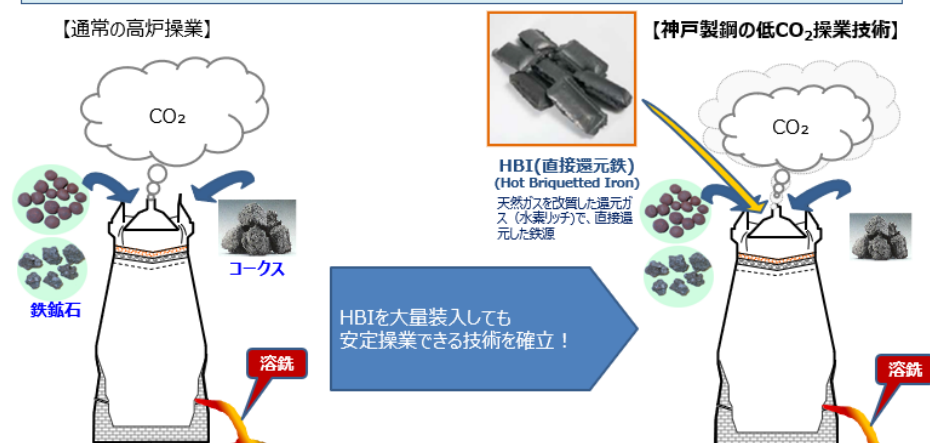 【通常の高炉操業】
CO₂
鉄鉱石
コークス
溶銑
HBI(直接還元鉄)
(Hot Briquetted Iron)
天然ガスを改質した還元ガ
ス（水素リッチ)で、直接還
元した鉄源
HBIを大量装入しても
安定操業できる技術を確立！
【神戸製鋼の低CO₂操業技術】
CO₂
溶銑